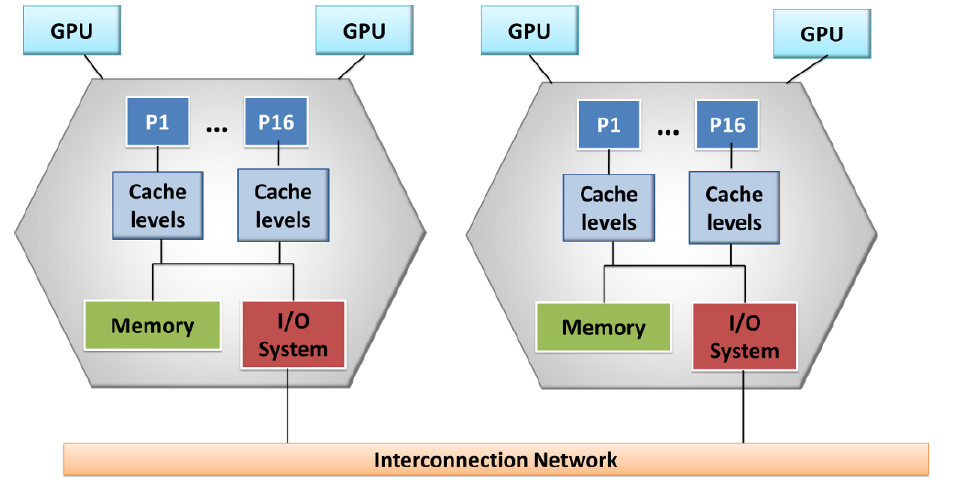 GPU
GPU
GPU
GPU
P1
...
P16
P1
...
P16
Cache
levels
Cache
levels
Cache
levels
Cache
levels
Memory
I/O
System
Memory
I/O
System
Interconnection Network